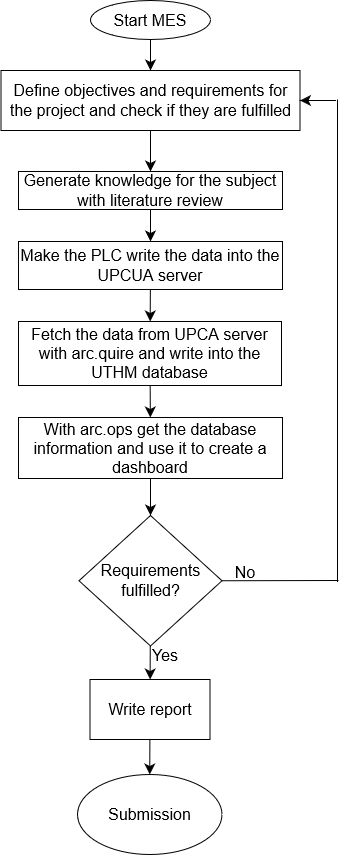 Start MES
Define objectives and requirements for
the project and check if they are fulfilled
Generate knowledge for the subject
with literature review
Make the PLC write the data into the
UPCUA server
Fetch the data from UPCA server
with arc.quire and write into the
UTHM database
With arc.ops get the database
information and use it to create a
dashboard
Requirements
fulfilled?
No
Yes
Write report
Submission